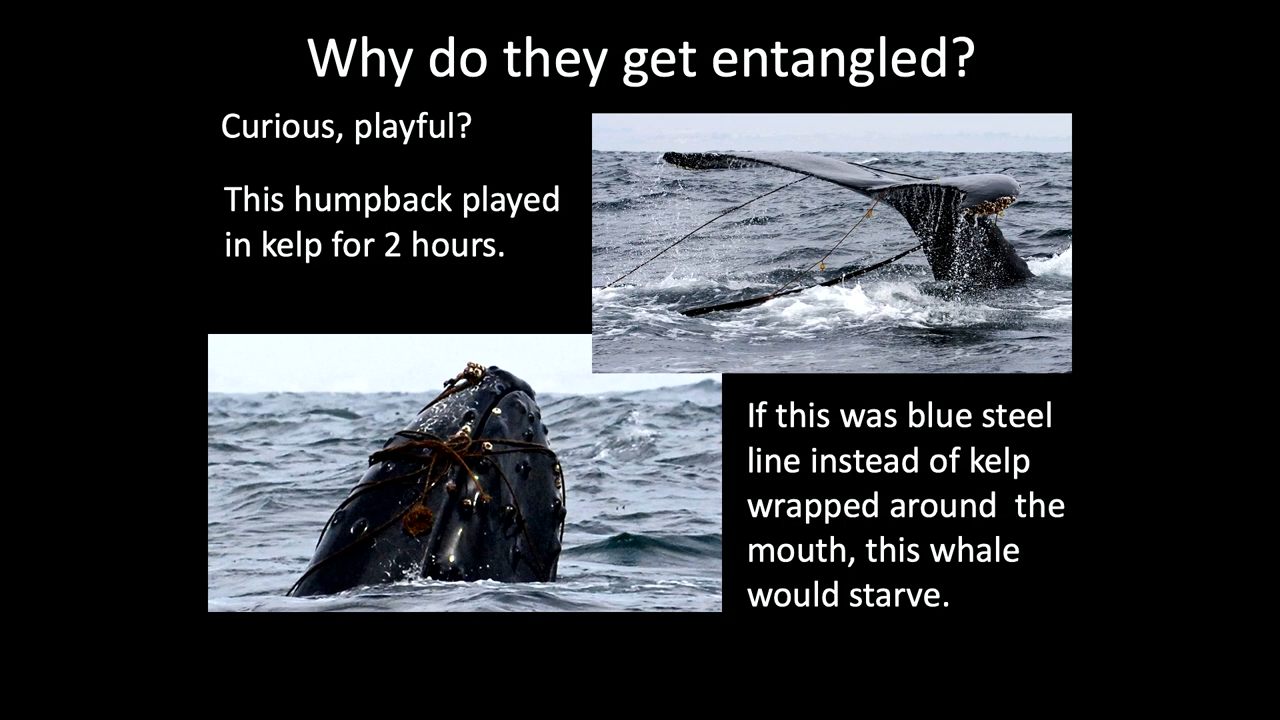 Why do they get entangled?
Curious, playful?
This humpback played
in kelp for 2 hours.
If this was blue steel
line instead of kelp
wrapped around  the
mouth, this whale
would starve.